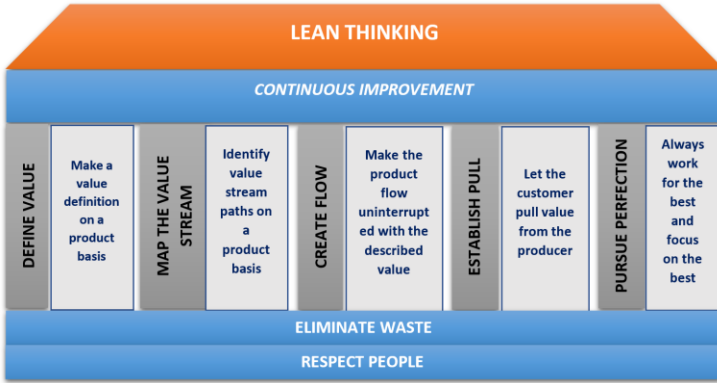 LEAN THINKING
CONTINUOUS IMPROVEMENT
DEFINE VALUE
Make a
value
definition
on a
product
basis
MAP THE VALUE
STREAM
Identify
value
stream
paths on
a
product
basis
CREATE FLOW
Make the
product
flow
uninterrupt
ed with the
described
value
ESTABLISH PULL
Let the
customer
pull value
from the
producer
PURSUE PERFECTION
Always
work
for the
best
and
focus
on the
best
ELIMINATE WASTE
RESPECT PEOPLE